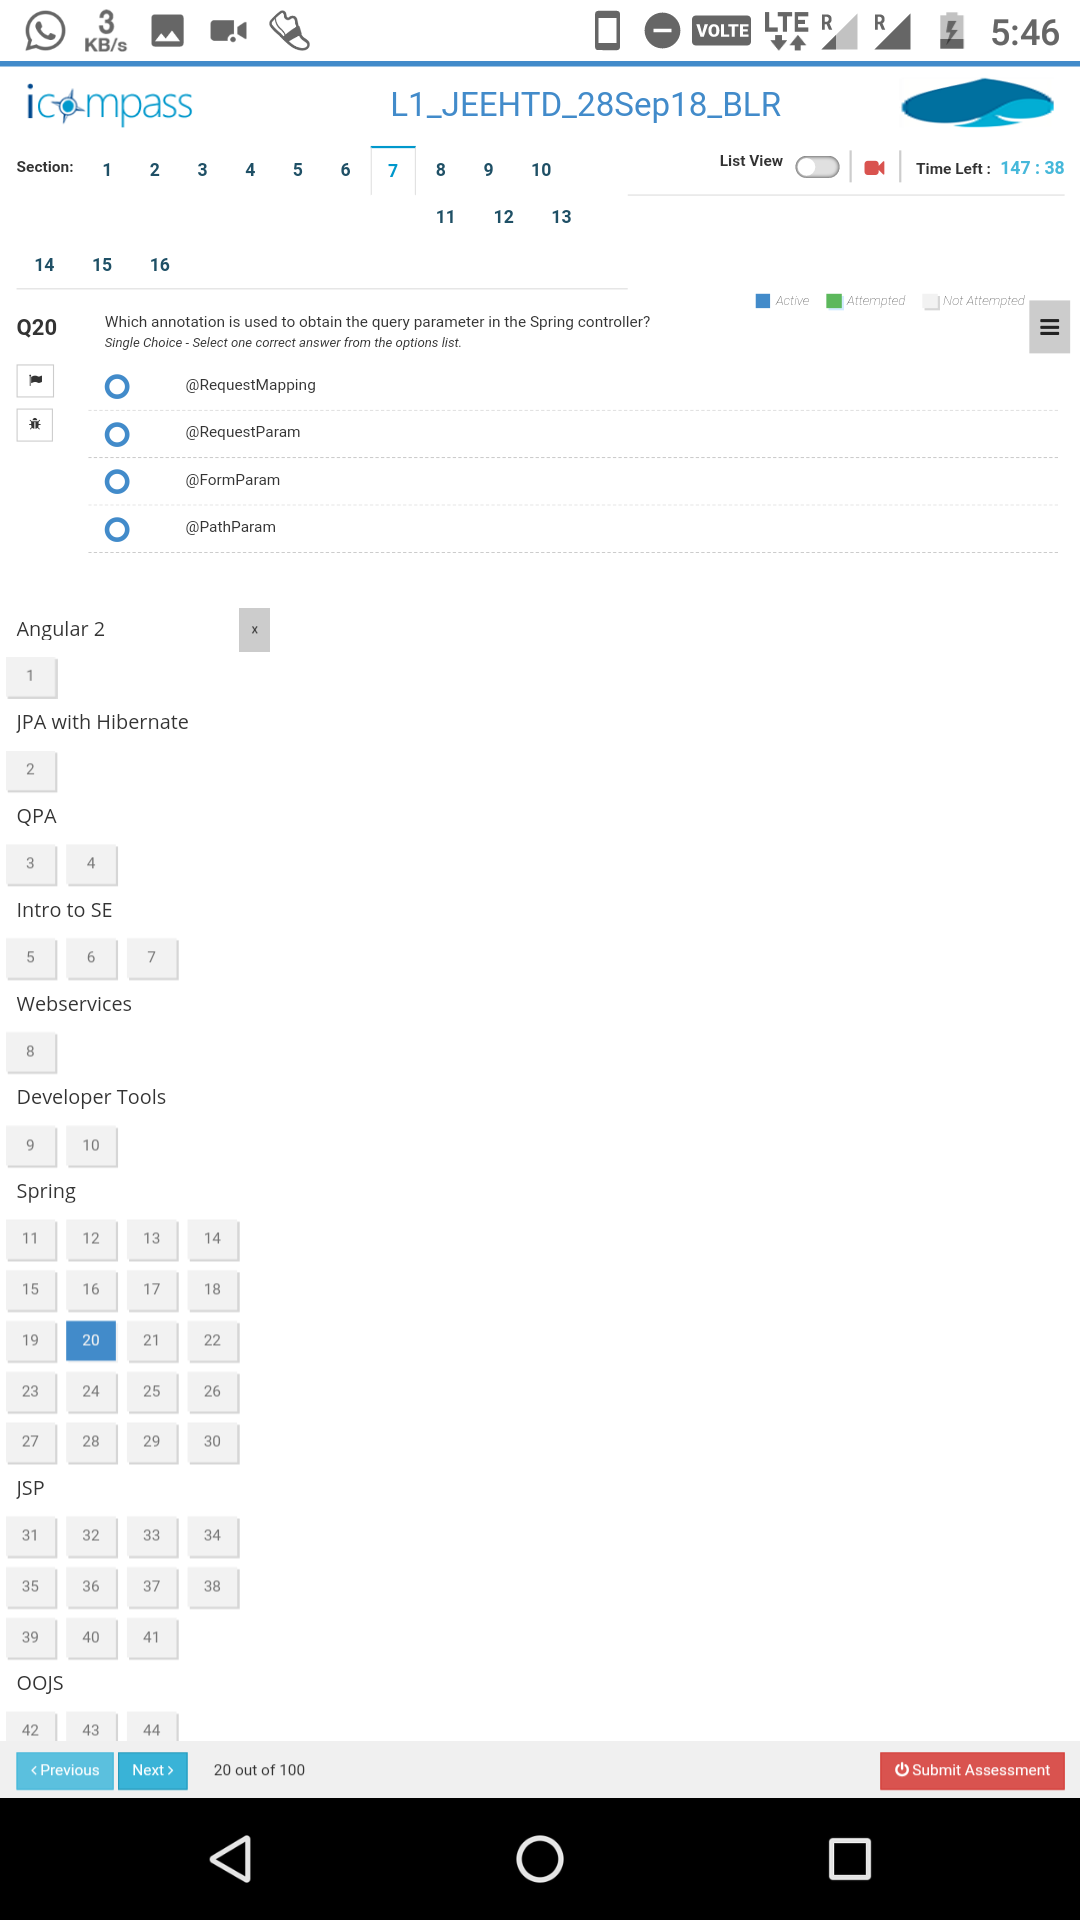 3
KB/s
VOLTE
LTE
R
R
5:46
icompass
L1_JEEHTD_28Sep18_BLR
Section: 1 2 3 4 5 6 7 8 9 10
List View
Time Left : 147 : 38
11 12 13
14 15 16
Active Attempted Not Attempted
Q20
Which annotation is used to obtain the query parameter in the Spring controller?
Single Choice - Select one correct answer from the options list.
@RequestMapping
@RequestParam
@FormParam
@PathParam
Angular 2
x
1
JPA with Hibernate
2
QPA
3 4
Intro to SE
5 6 7
Webservices
8
Developer Tools
9 10
Spring
11 12 13 14
15 16 17 18
19 20 21 22
23 24 25 26
27 28 29 30
JSP
31 32 33 34
35 36 37 38
39 40 41
OOJS
42 43 44
Previous Next 20 out of 100 Submit Assessment